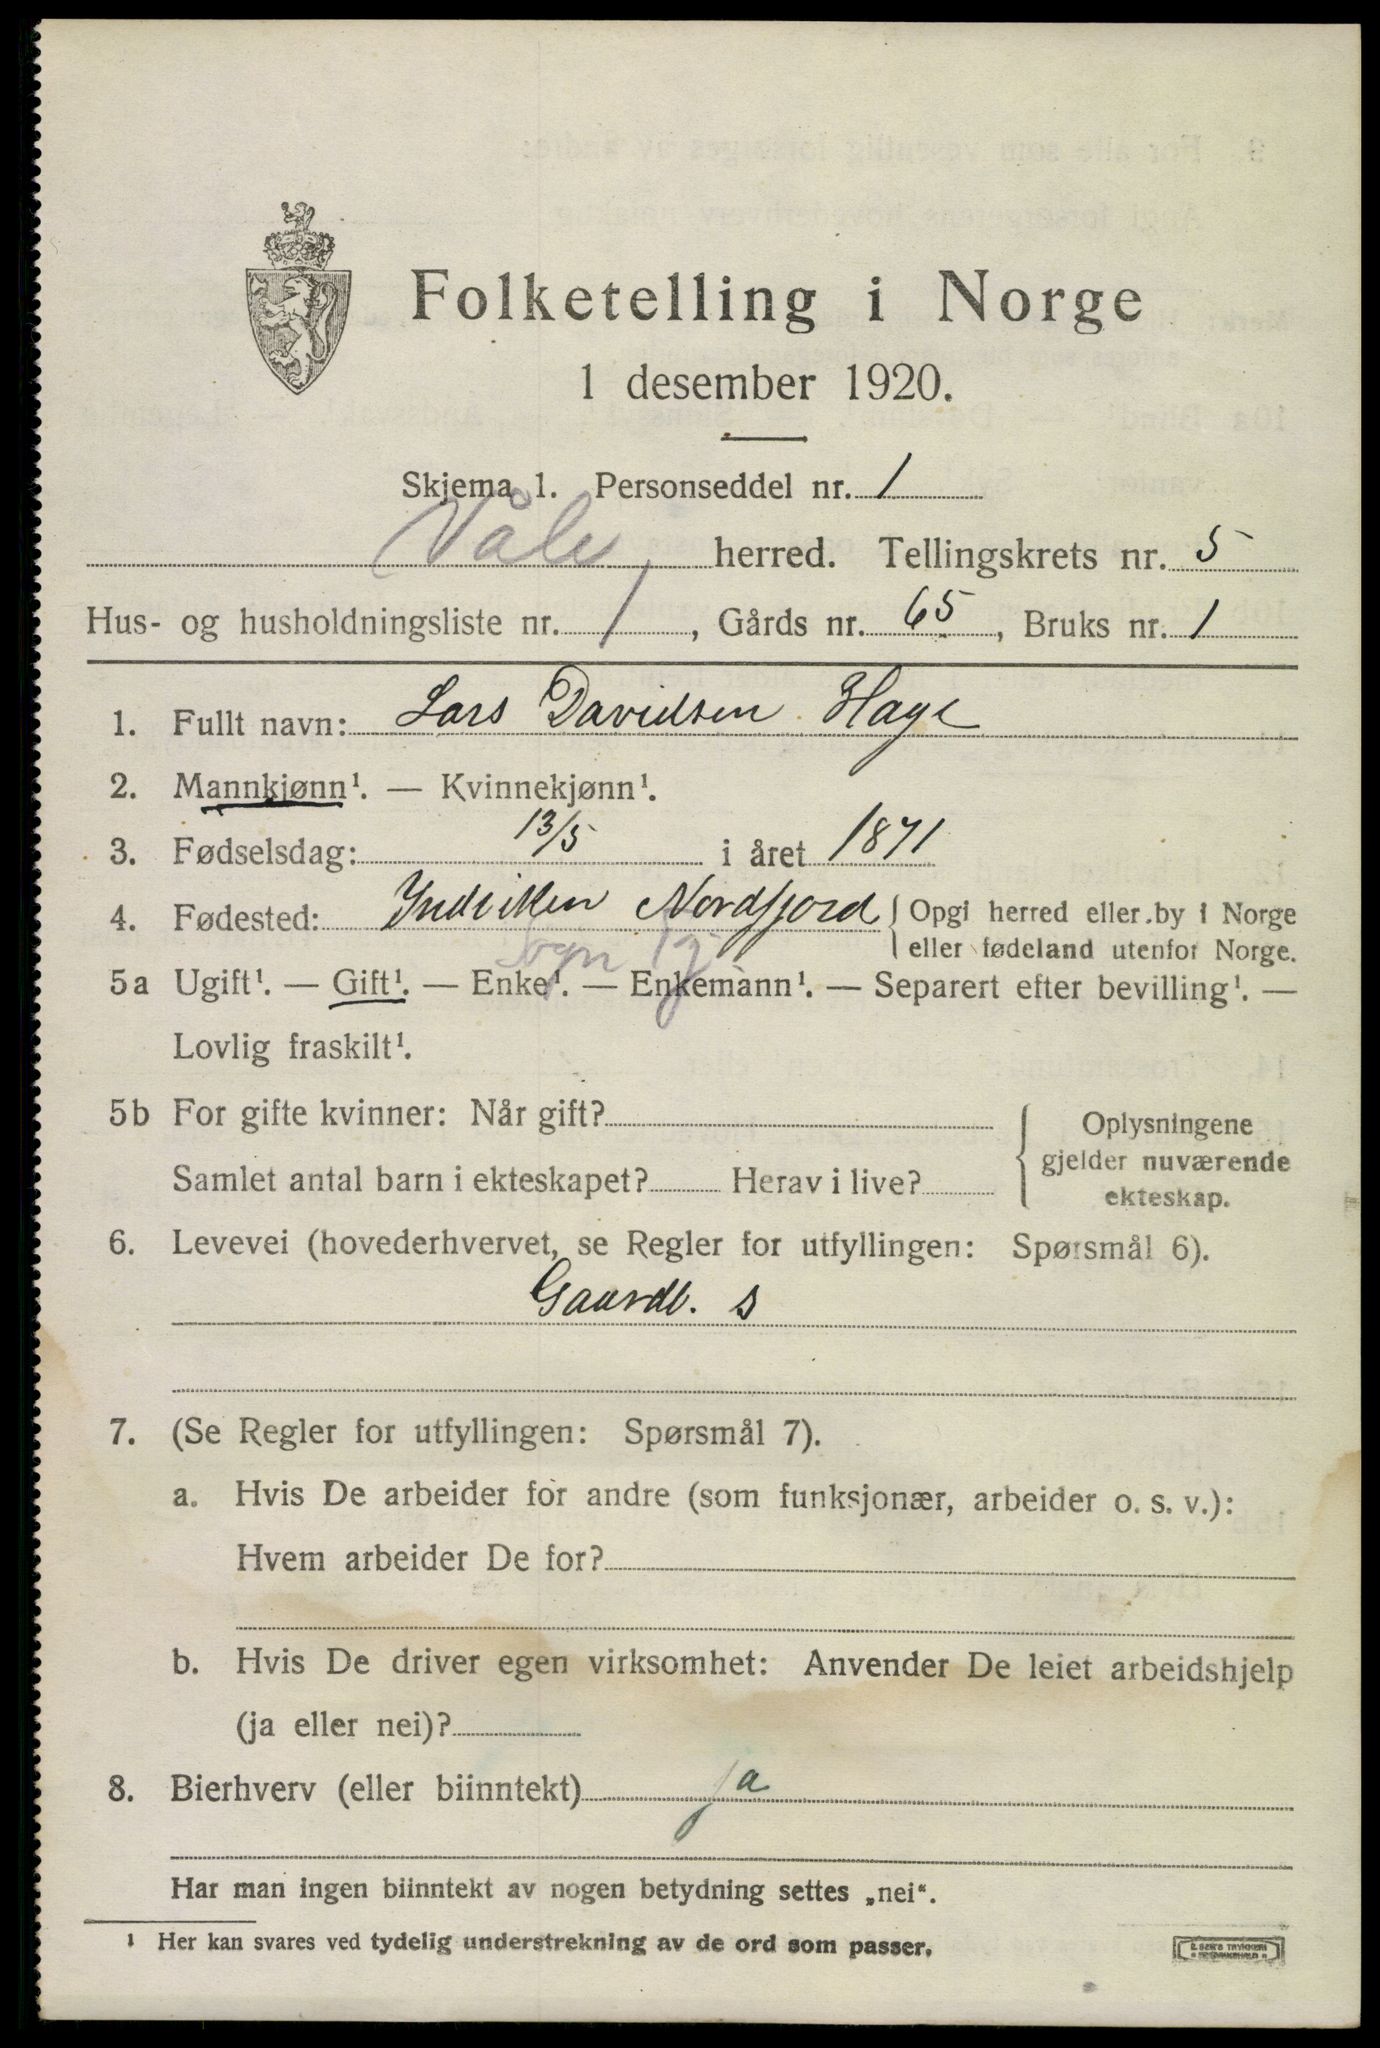 Folketelling i Norge
1 desember 1920.
Skjema 1. Personseddel nr. 1
Våle herred. Tellingskrets nr. 5
Hus- og husholdningsliste nr. 1, Gårds nr. 65, Bruks nr. 1
1. Fullt navn: Lars Davidsen Hage
2. Mannkjønn¹. — Kvinnekjønn¹.
3. Fødselsdag: 13/5 i året 1871
4. Fødested: Indviken Nordfjord { Opgi herred eller by i Norge
eller fødeland utenfor Norge.
Sogn Fj
5a Ugift¹. — Gift¹. — Enke¹. — Enkemann¹. — Separert efter bevilling¹. —
Lovlig fraskilt¹.
5b For gifte kvinner: Når gift?
Samlet antal barn i ekteskapet? Herav i live?
Oplysningene
gjelder nuværende
ekteskap.
6. Levevei (hovederhvervet, se Regler for utfyllingen: Spørsmål 6).
Gaardb. s
7. (Se Regler for utfyllingen: Spørsmål 7).
a. Hvis De arbeider for andre (som funksjonær, arbeider o. s. v.):
Hvem arbeider De for?
b. Hvis De driver egen virksomhet: Anvender De leiet arbeidshjelp
(ja eller nei)?
8. Bierhverv (eller biinntekt) ja
Har man ingen biinntekt av nogen betydning settes „nei“.
¹ Her kan svares ved tydelig understrekning av de ord som passer.